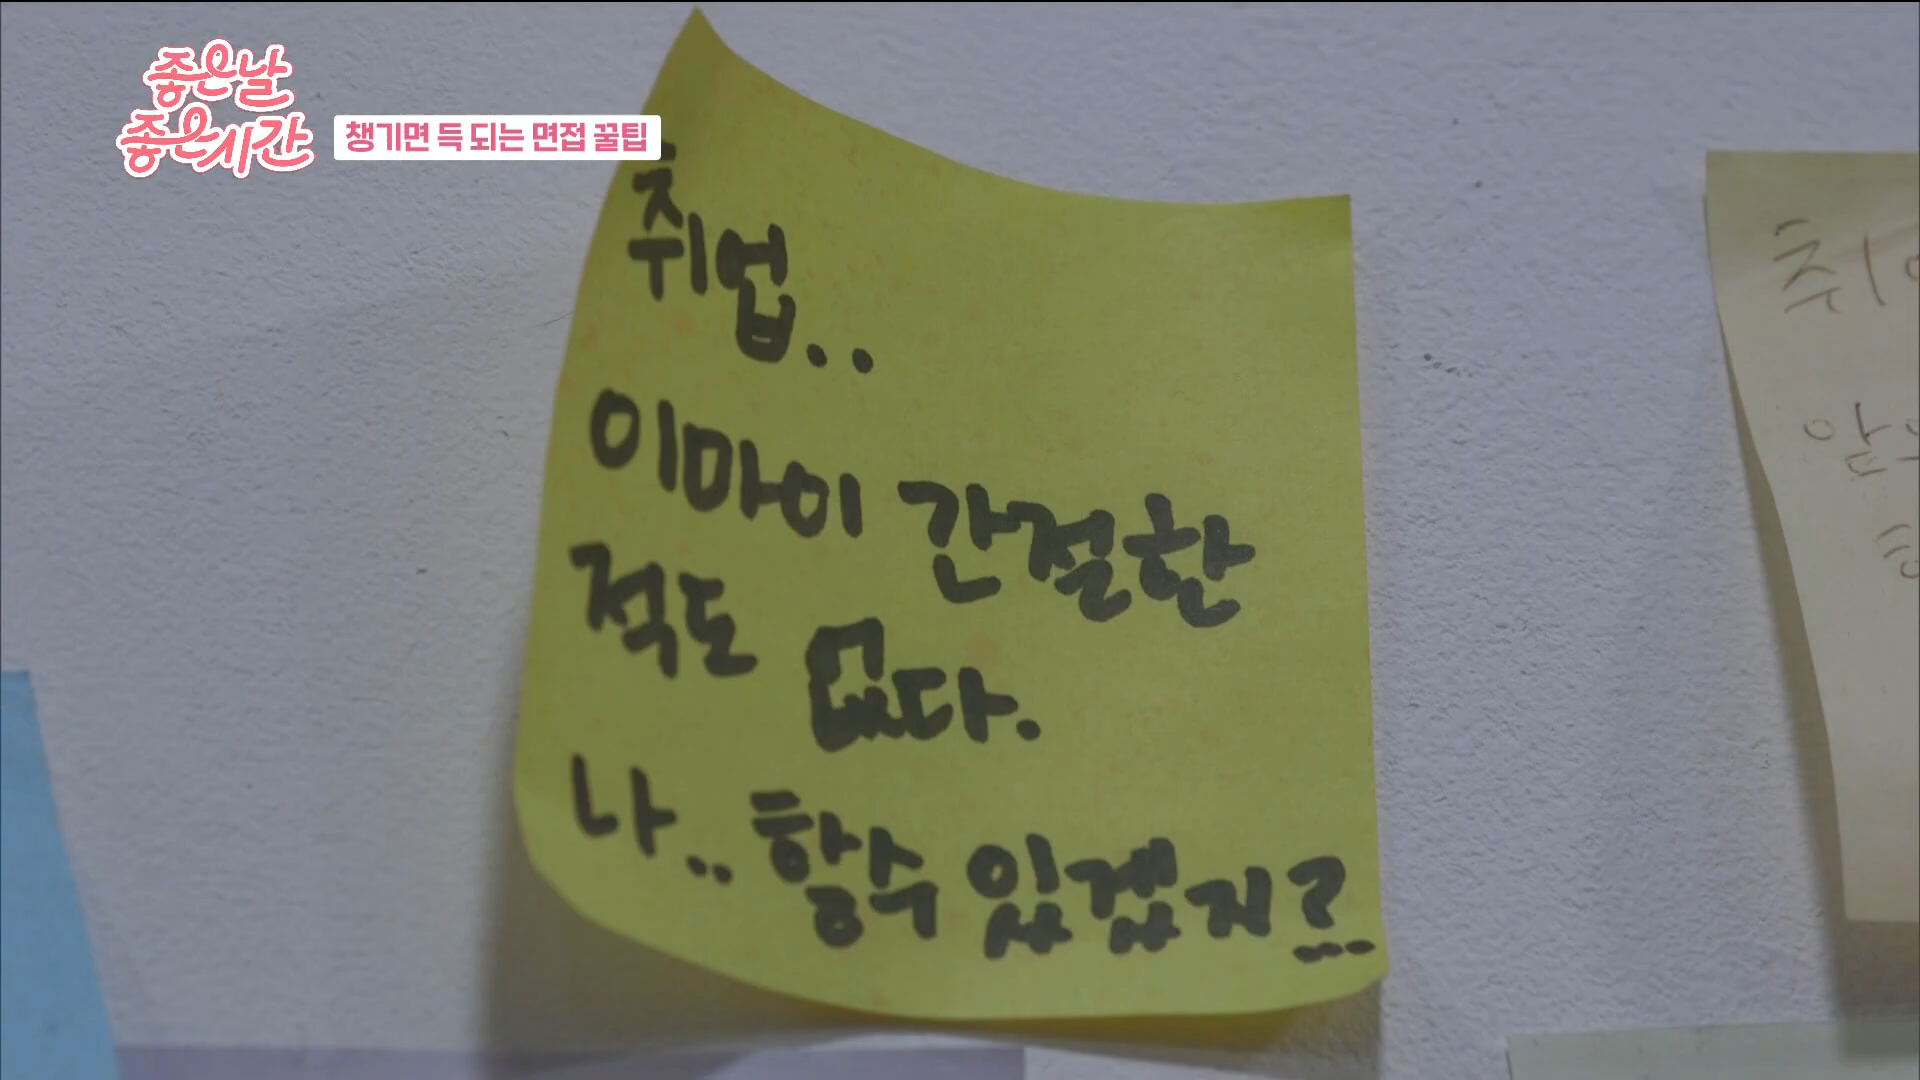 좋은날
좋은시간
챙기면 득 되는 면접 꿀팁
취업..
이마이 간절한
적도 없다.
나.. 할수 있겠지?...